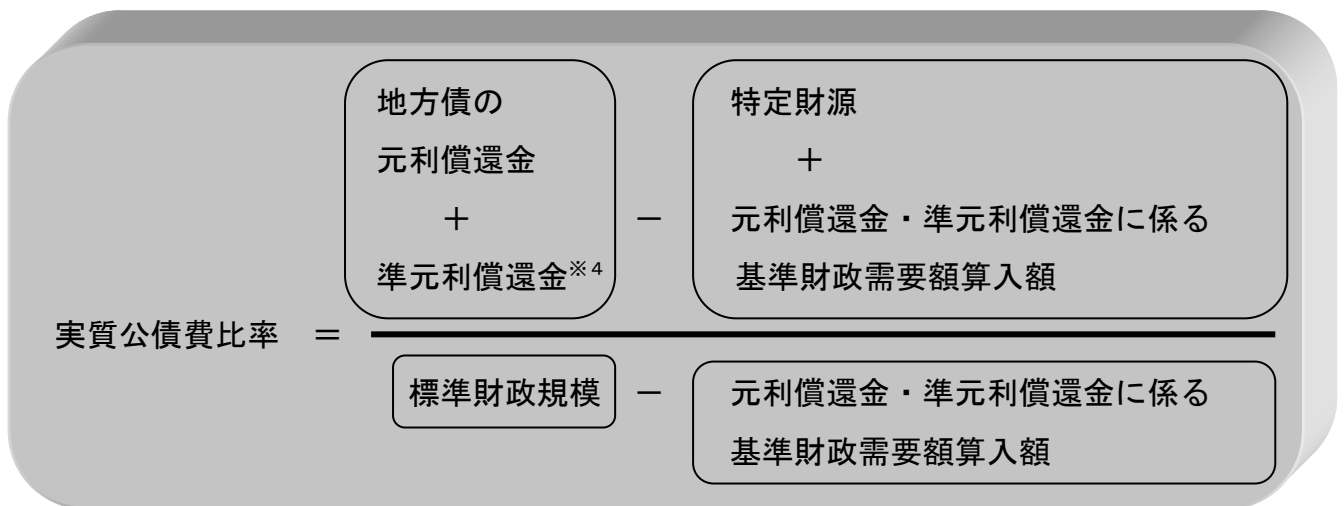 地方債の
元利償還金
＋
準元利償還金※4
－
特定財源
＋
元利償還金・準元利償還金に係る
基準財政需要額算入額
実質公債費比率 ＝
標準財政規模
－
元利償還金・準元利償還金に係る
基準財政需要額算入額